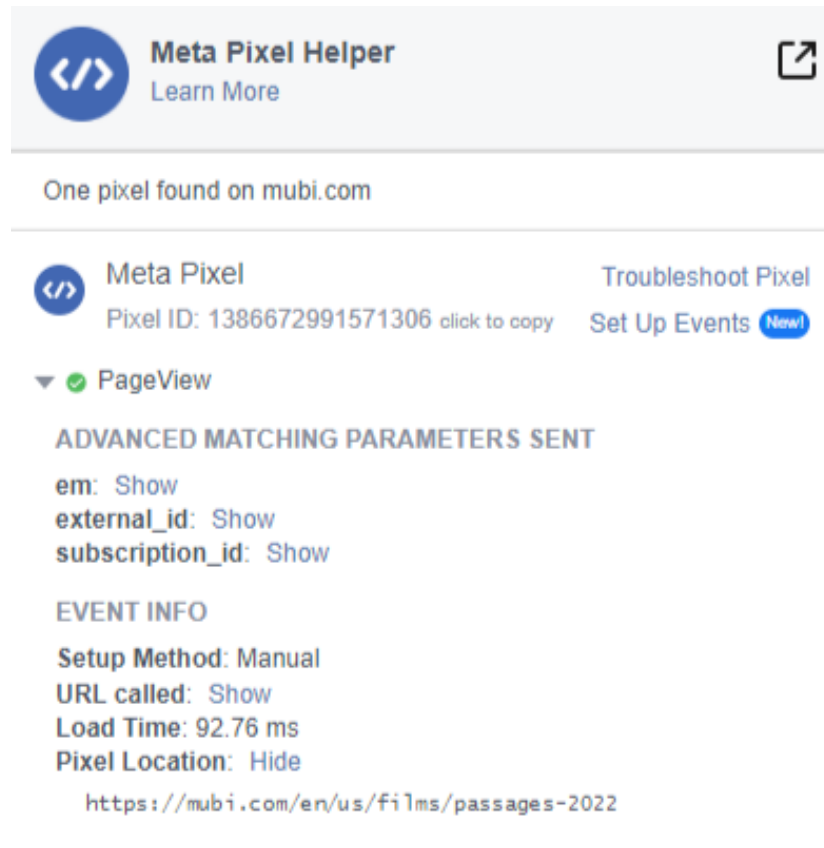 </>
Meta Pixel Helper
Learn More
One pixel found on mubi.com
</>
Meta Pixel
Troubleshoot Pixel
Pixel ID: 1386672991571306 click to copy
Set Up Events New!
PageView
ADVANCED MATCHING PARAMETERS SENT
em: Show
external_id: Show
subscription_id: Show
EVENT INFO
Setup Method: Manual
URL called: Show
Load Time: 92.76 ms
Pixel Location: Hide
https://mubi.com/en/us/films/passages-2022